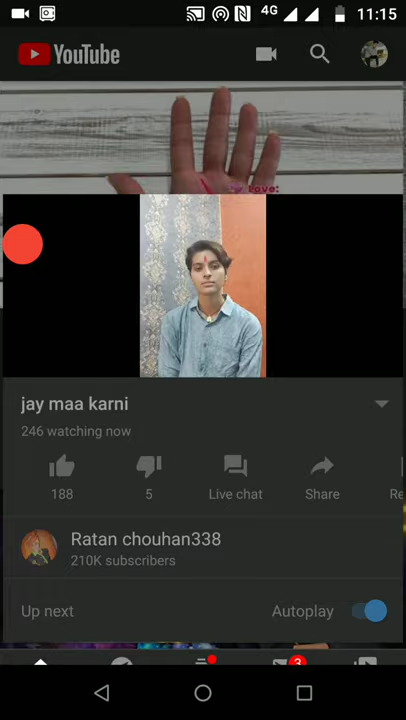 4G 11:15
YouTube
Love:
jay maa karni
246 watching now
188 5 Live chat Share Re
Ratan chouhan338
210K subscribers
Up next Autoplay
3